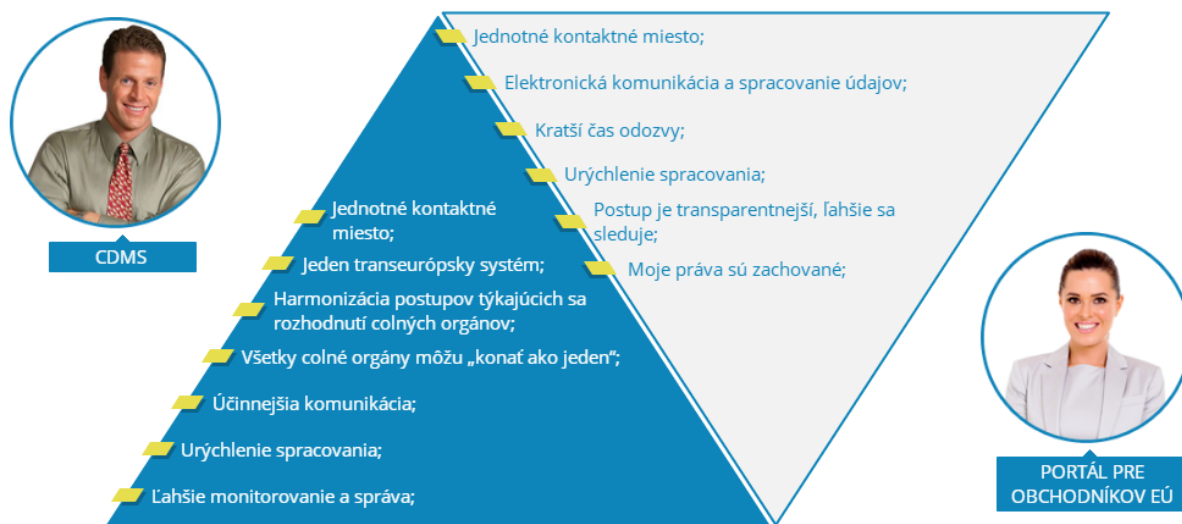 Jednotné kontaktné miesto;
Elektronická komunikácia a spracovanie údajov;
Kratší čas odozvy;
Urýchlenie spracovania;
Postup je transparentnejší, ľahšie sa
sleduje;
Moje práva sú zachované;
CDMS
Jednotné kontaktné
miesto;
Jeden transeurópsky systém;
Harmonizácia postupov týkajúcich sa
rozhodnutí colných orgánov;
Všetky colné orgány môžu „konať ako jeden“;
Účinnejšia komunikácia;
Urýchlenie spracovania;
Ľahšie monitorovanie a správa;
PORTÁL PRE
OBCHODNÍKOV EÚ